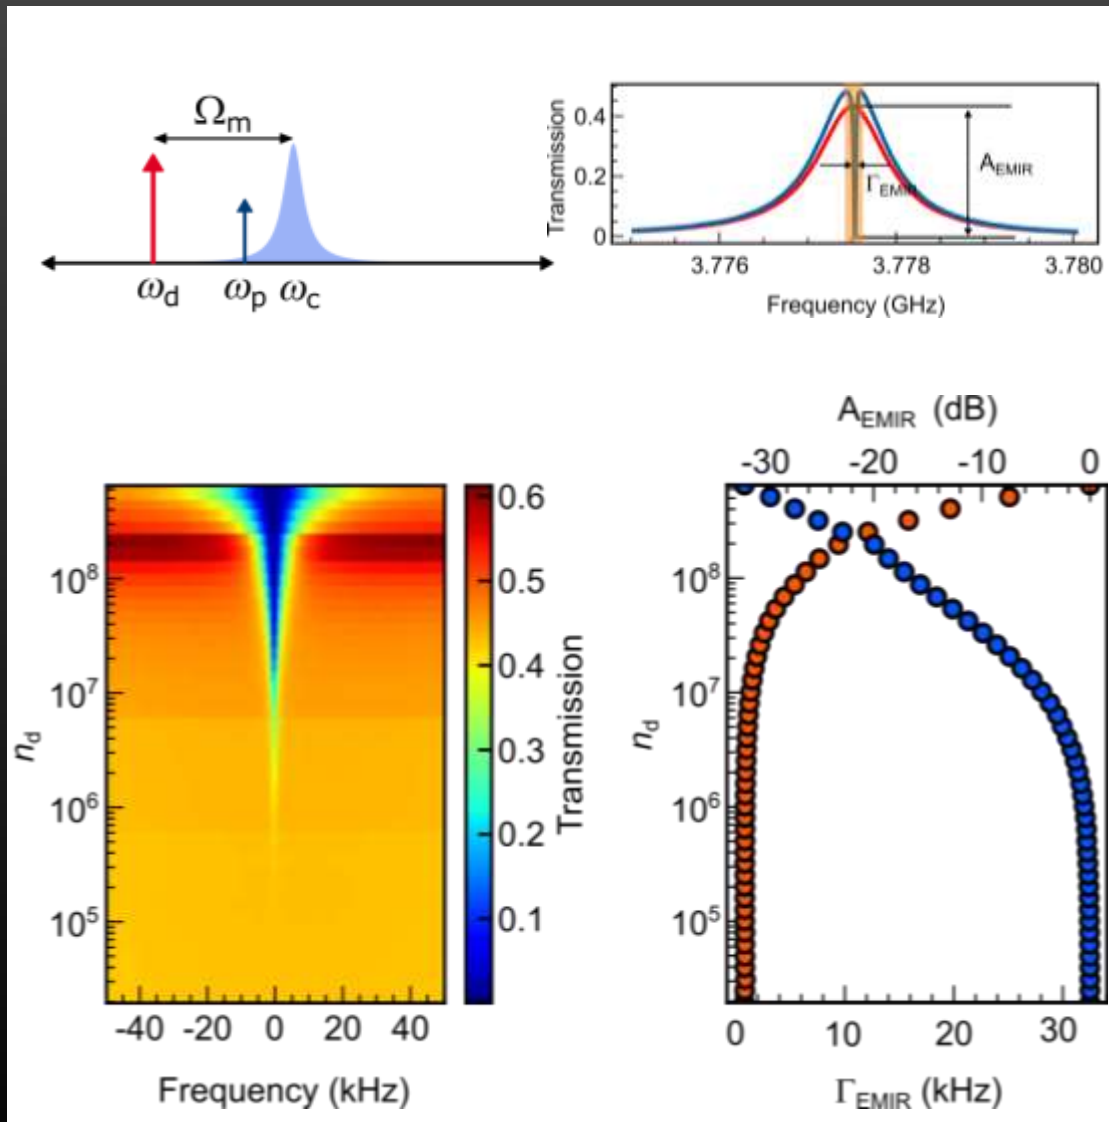 Ωm
ωd ωp ωc
Transmission
0.4
0.2
0
AEMIR
ΓEMIR
3.776 3.778 3.780
Frequency (GHz)
nd
10⁸
10⁷
10⁶
10⁵
-40 -20 0 20 40
Frequency (kHz)
0.6
0.5
0.4
0.3
0.2
0.1
Transmission
AEMIR (dB)
-30 -20 -10 0
nd
10⁸
10⁷
10⁶
10⁵
0 10 20 30
ΓEMIR (kHz)